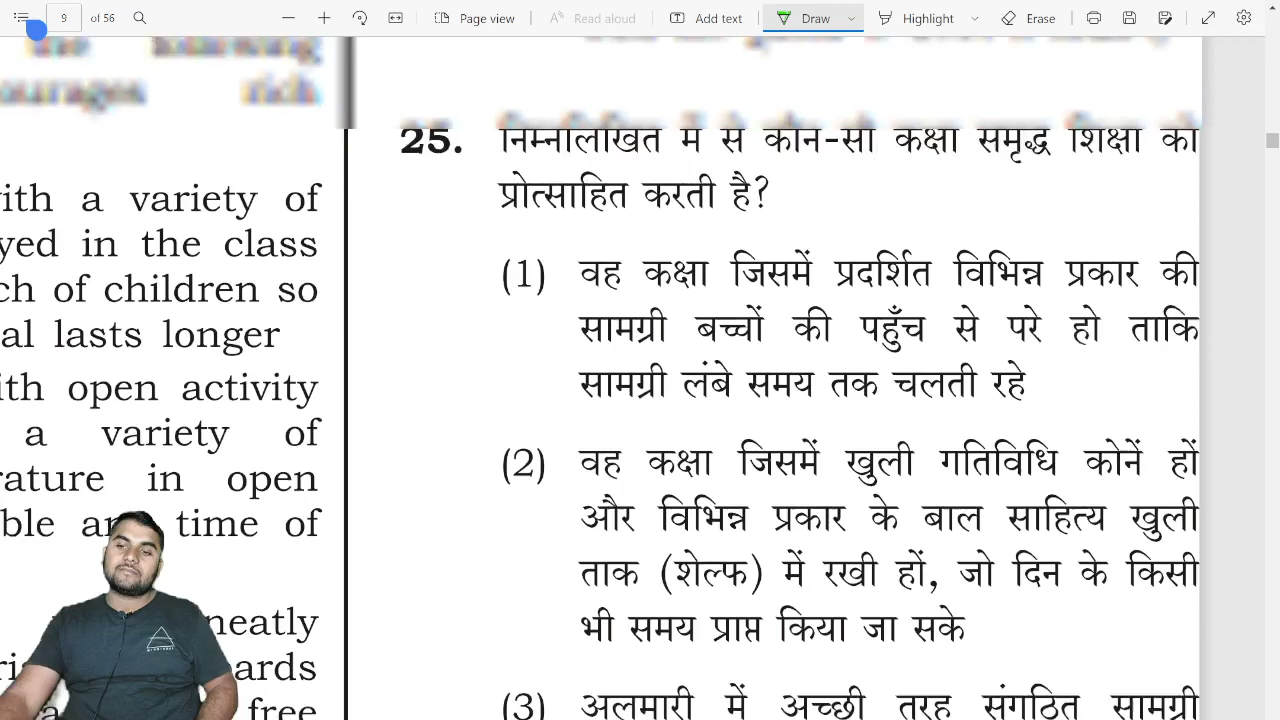 9 of 56 Page view Read aloud Add text Draw Highlight Erase
ourages rich
with a variety of
yed in the class
ch of children so
al lasts longer
ith open activity
a variety of
rature in open
ble time of
neatly
ards
free
25. निम्नलिखित में से कौन-सी कक्षा समृद्ध शिक्षा को
प्रोत्साहित करती है?
(1) वह कक्षा जिसमें प्रदर्शित विभिन्न प्रकार की
सामग्री बच्चों की पहुँच से परे हो ताकि
सामग्री लंबे समय तक चलती रहे
(2) वह कक्षा जिसमें खुली गतिविधि कोनें हों
और विभिन्न प्रकार के बाल साहित्य खुली
ताक (शेल्फ) में रखी हों, जो दिन के किसी
भी समय प्राप्त किया जा सके
(3) अलमारी में अच्छी तरह संगठित सामग्री